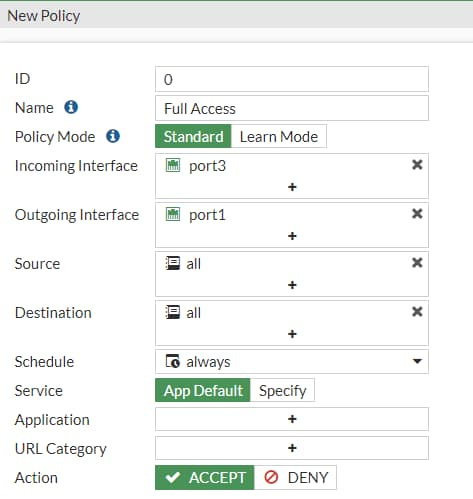 New Policy
ID 0
Name Full Access
Policy Mode Standard Learn Mode
Incoming Interface port3
+
Outgoing Interface port1
+
Source all
+
Destination all
+
Schedule always
Service App Default Specify
Application +
URL Category +
Action ACCEPT DENY